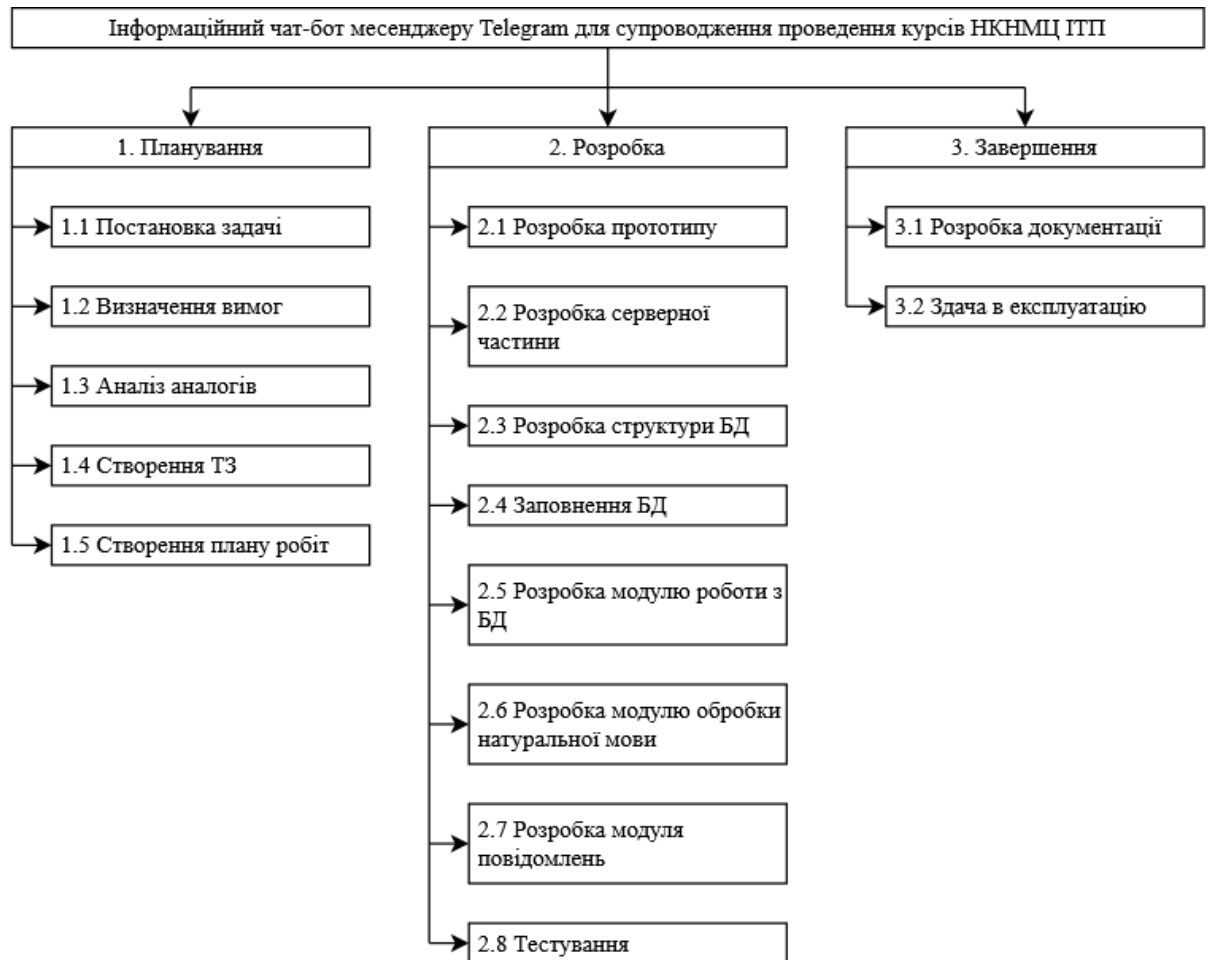 Інформаційний чат-бот месенджеру Telegram для супроводження проведення курсів НКНМЦ ІТП
1. Планування
1.1 Постановка задачі
1.2 Визначення вимог
1.3 Аналіз аналогів
1.4 Створення ТЗ
1.5 Створення плану робіт
2. Розробка
2.1 Розробка прототипу
2.2 Розробка серверної
частини
2.3 Розробка структури БД
2.4 Заповнення БД
2.5 Розробка модулю роботи з
БД
2.6 Розробка модулю обробки
натуральної мови
2.7 Розробка модуля
повідомлень
2.8 Тестування
3. Завершення
3.1 Розробка документації
3.2 Здача в експлуатацію